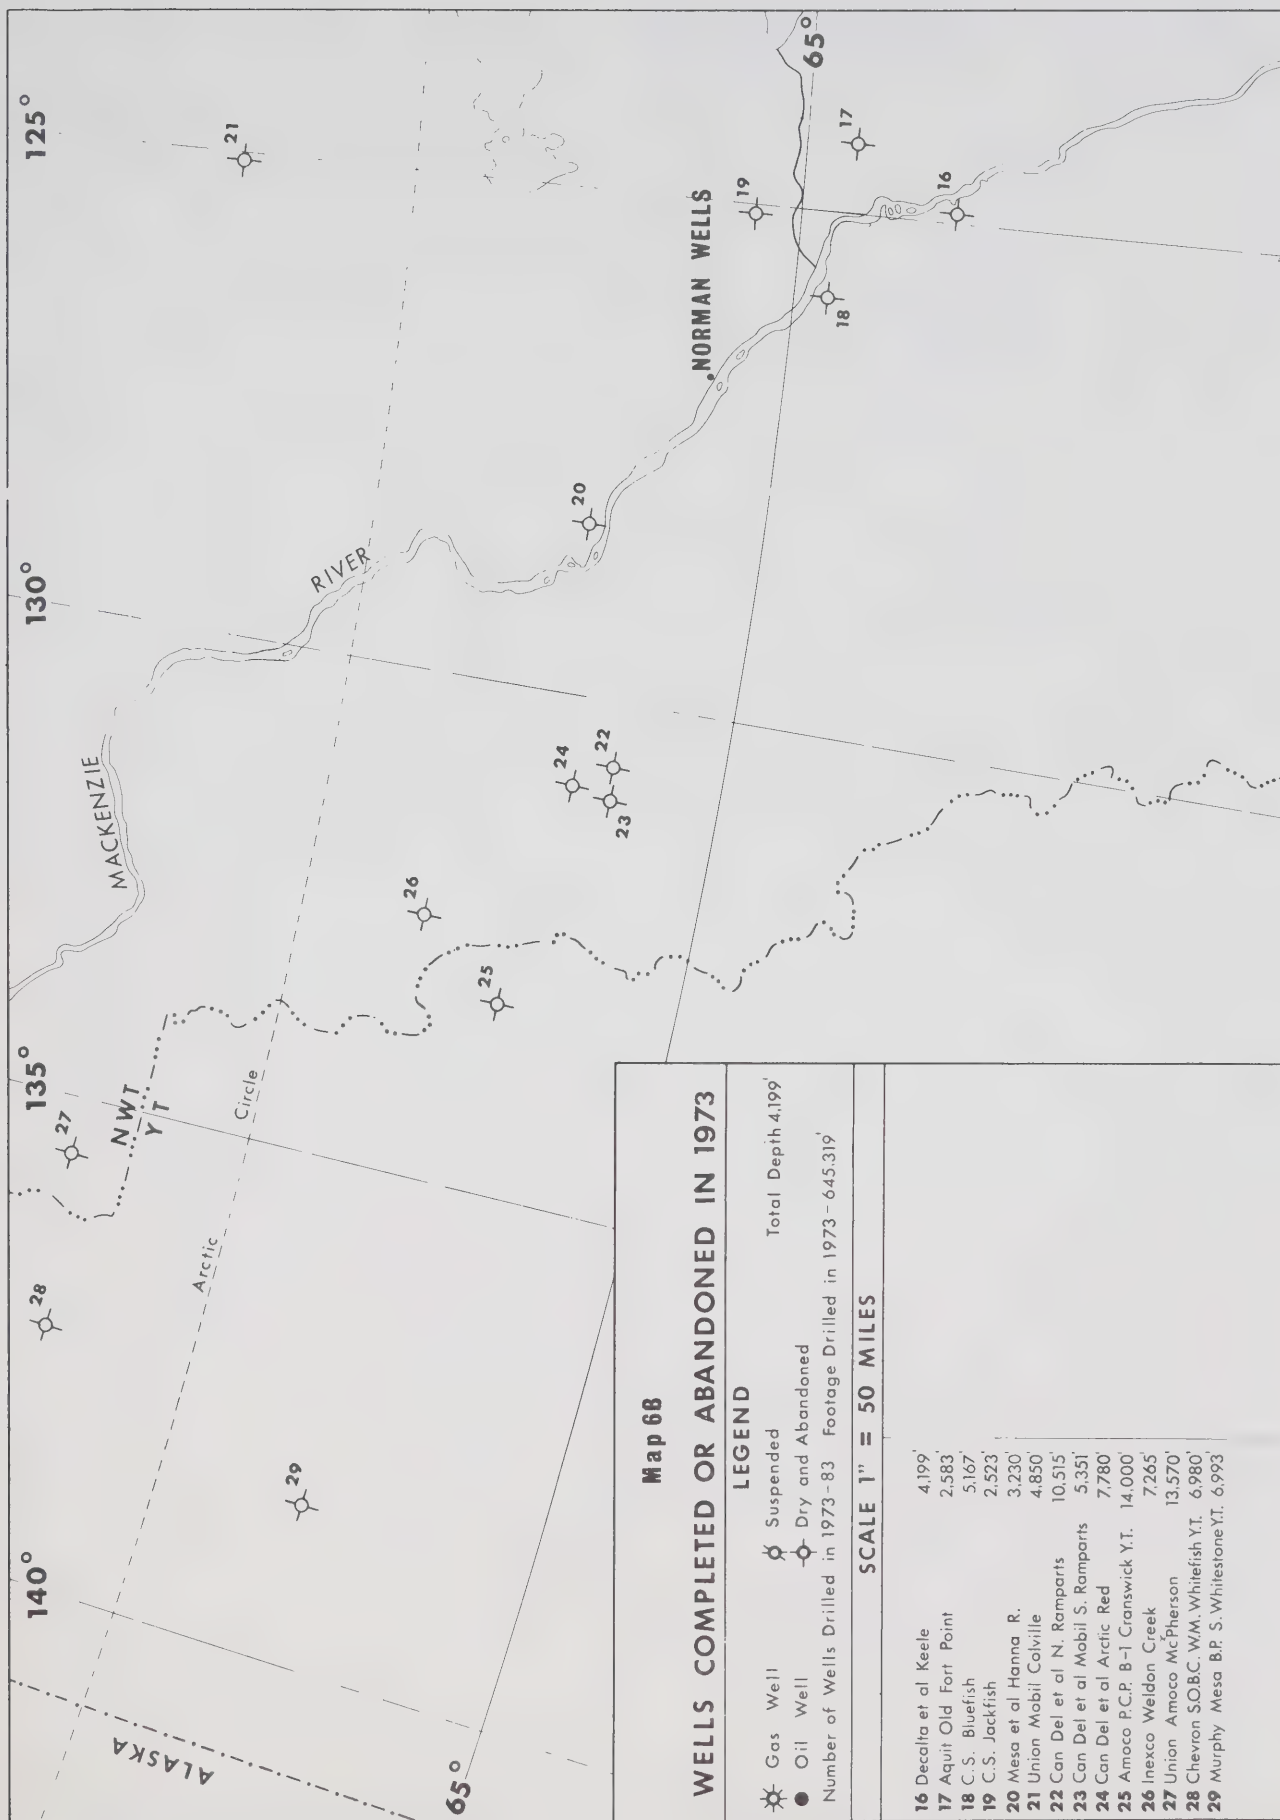 125°
130°
135°
140°
65°
65°
21
17
19
16
NORMAN WELLS
18
20
RIVER
MACKENZIE
24
22
23
26
25
27
NWT
YT
Arctic Circle
28
29
ALASKA
Map 6B
WELLS COMPLETED OR ABANDONED IN 1973
LEGEND
Gas Well Suspended Total Depth 4,199'
Oil Well Dry and Abandoned
Number of Wells Drilled in 1973-83 Footage Drilled in 1973-645.319'
SCALE 1" = 50 MILES
16 Decalta et al Keele 4,199'
17 Aquit Old Fort Point 2,583'
18 C.S. Bluefish 5,167'
19 C.S. Jackfish 2,523'
20 Mesa et al Hanna R. 3,230'
21 Union Mobil Colville 4,850'
22 Can Del et al N. Ramparts 10,515'
23 Can Del et al Mobil S. Ramparts 5,351'
24 Can Del et al Arctic Red 7,780'
25 Amoco P.C.P. B-1 Cranswick Y.T. 14,000'
26 Inexco Weldon Creek 7,265'
27 Union Amoco McPherson 13,570'
28 Chevron S.O.B.C. W.M. Whitefish Y.T. 6,980'
29 Murphy Mesa B.P. S. Whitestone Y.T. 6,993'